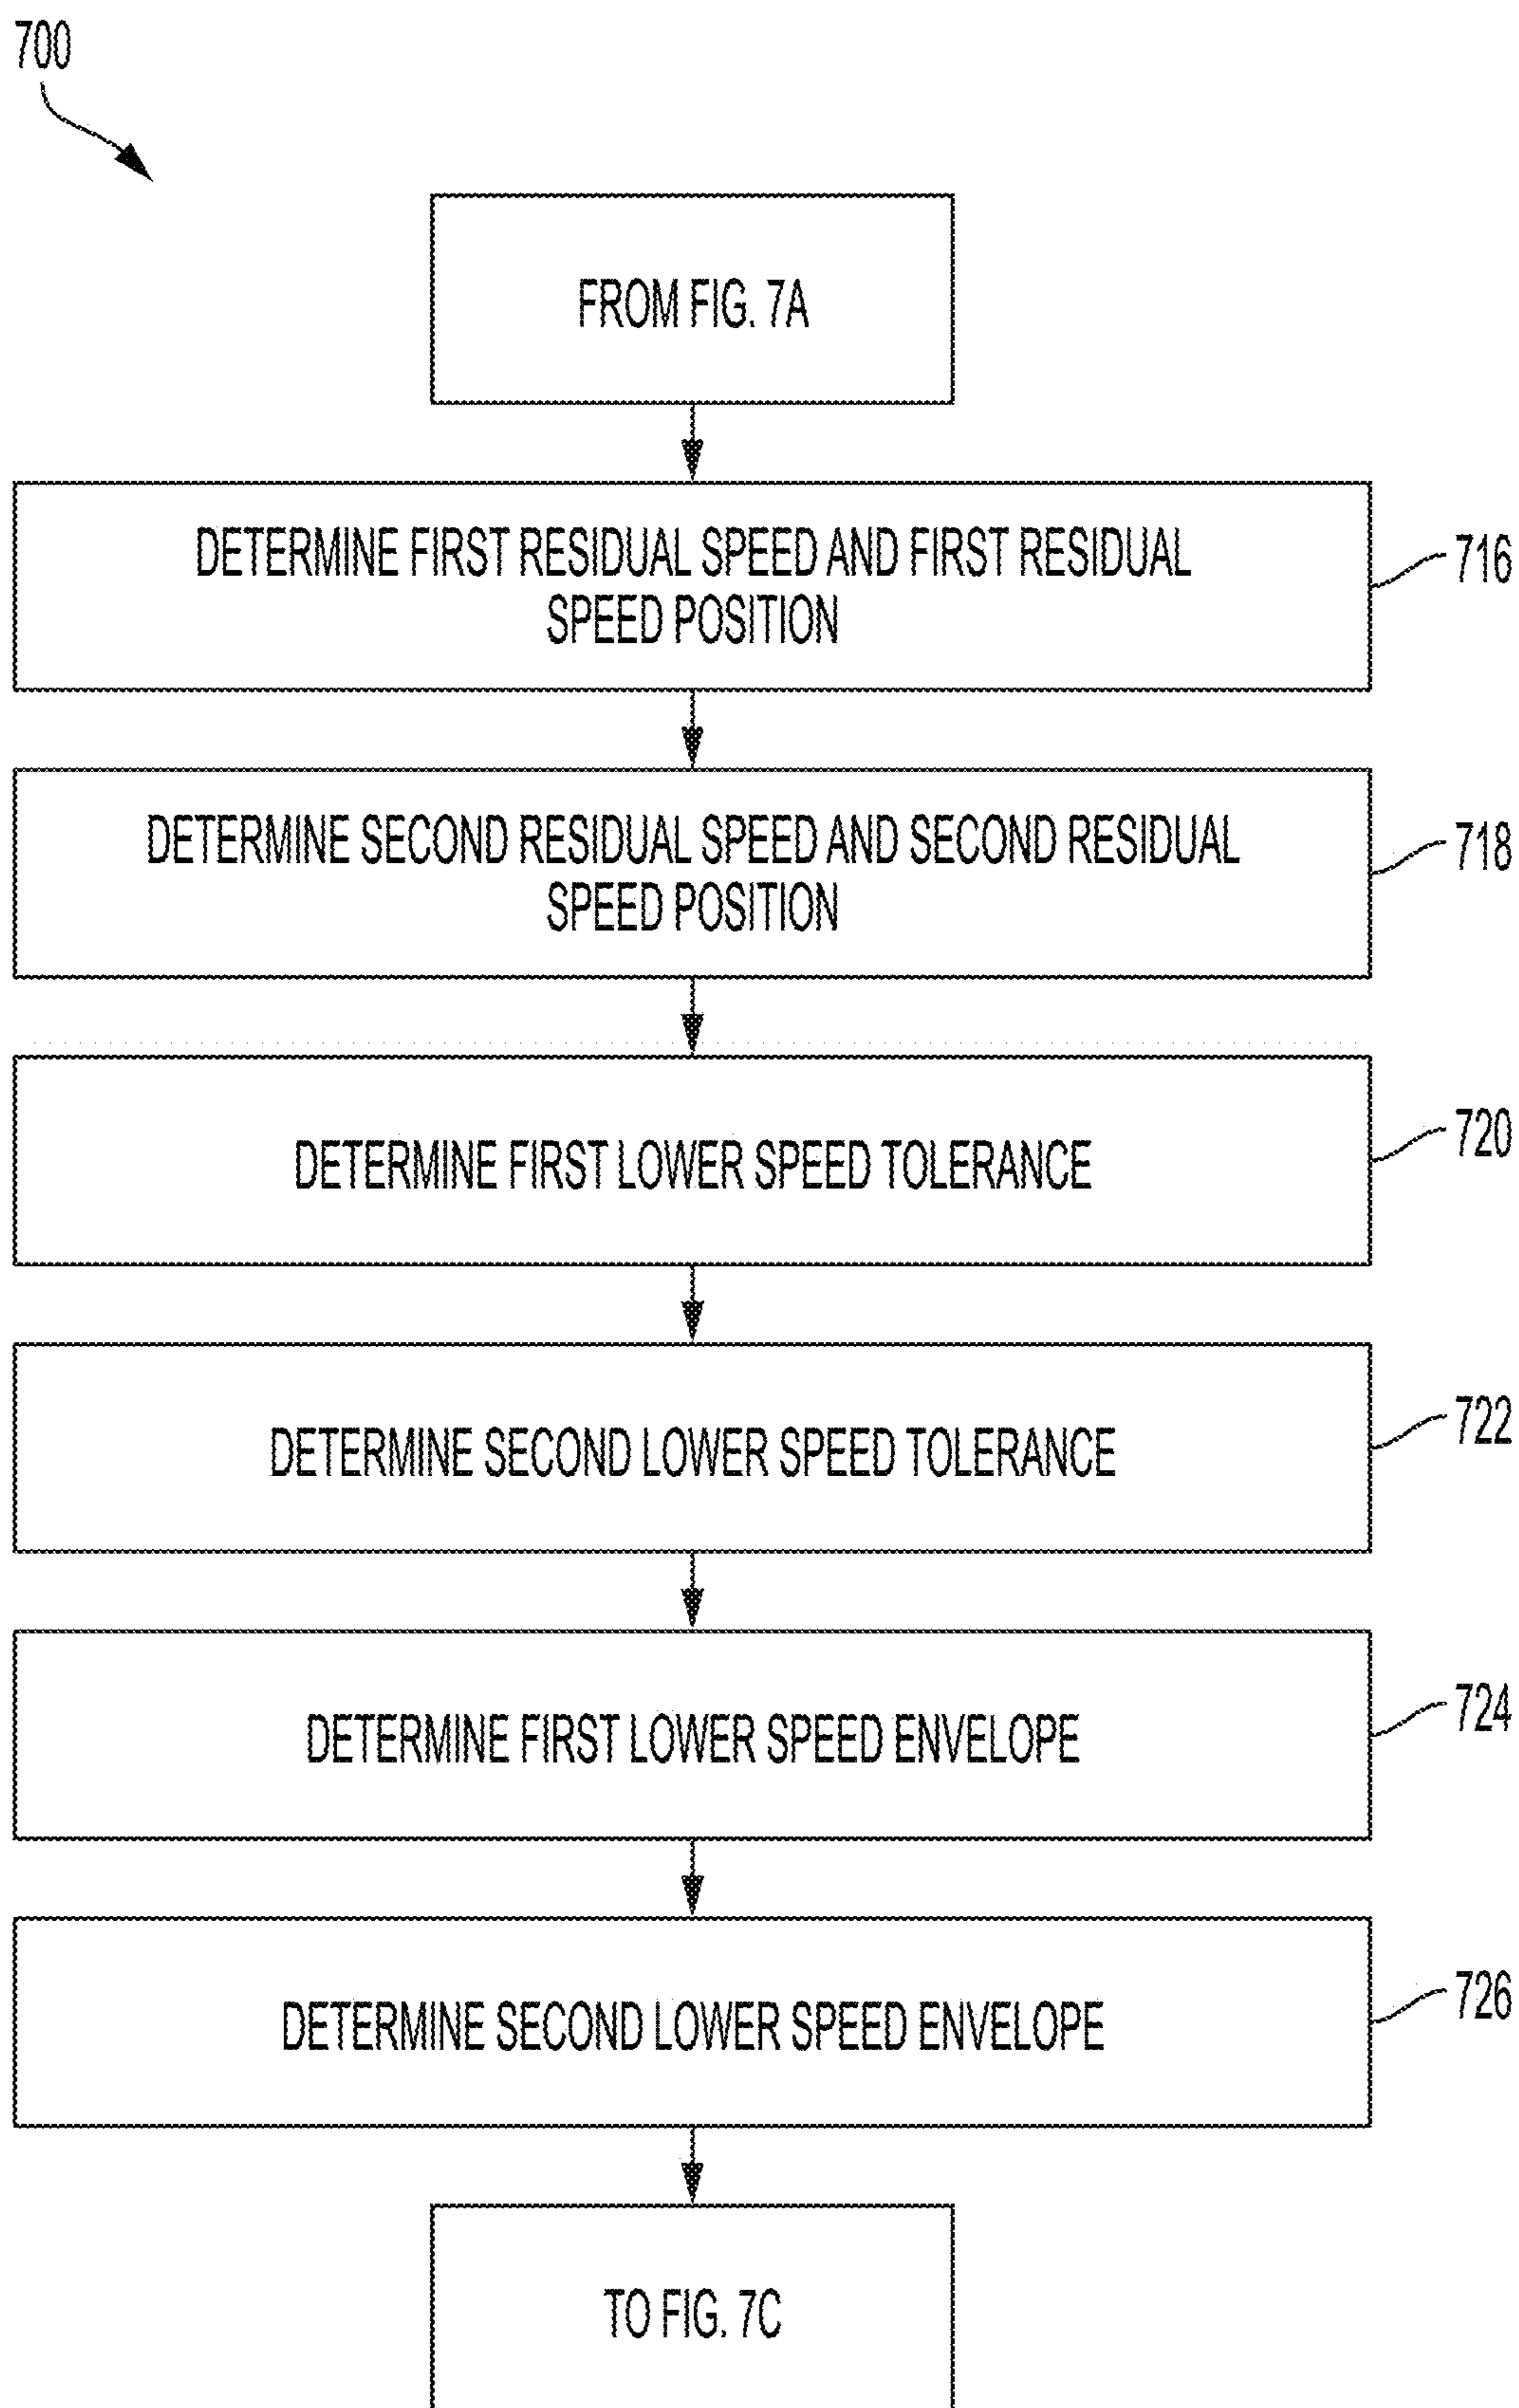 700
FROM FIG. 7A
DETERMINE FIRST RESIDUAL SPEED AND FIRST RESIDUAL
SPEED POSITION
716
DETERMINE SECOND RESIDUAL SPEED AND SECOND RESIDUAL
SPEED POSITION
718
DETERMINE FIRST LOWER SPEED TOLERANCE
720
DETERMINE SECOND LOWER SPEED TOLERANCE
722
DETERMINE FIRST LOWER SPEED ENVELOPE
724
DETERMINE SECOND LOWER SPEED ENVELOPE
726
TO FIG. 7C